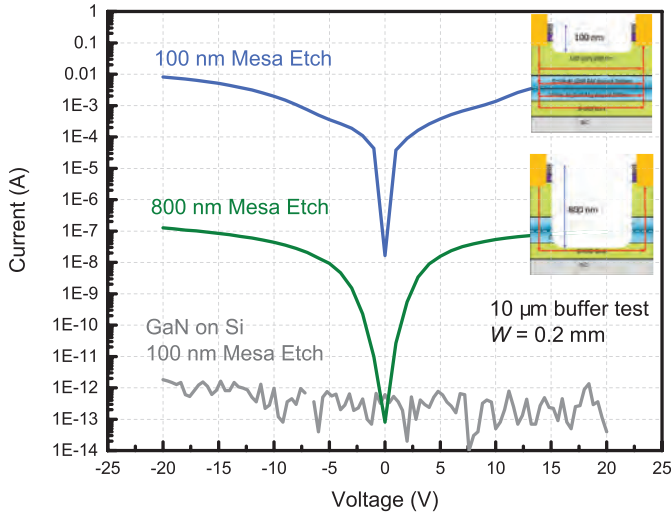 1
0.1
0.01
1E-3
1E-4
1E-5
1E-6
1E-7
1E-8
1E-9
1E-10
1E-11
1E-12
1E-13
1E-14
Current (A)
100 nm Mesa Etch
800 nm Mesa Etch
GaN on Si
100 nm Mesa Etch
100 nm
800 nm
10 µm buffer test
W = 0.2 mm
-25 -20 -15 -10 -5 0 5 10 15 20 25
Voltage (V)